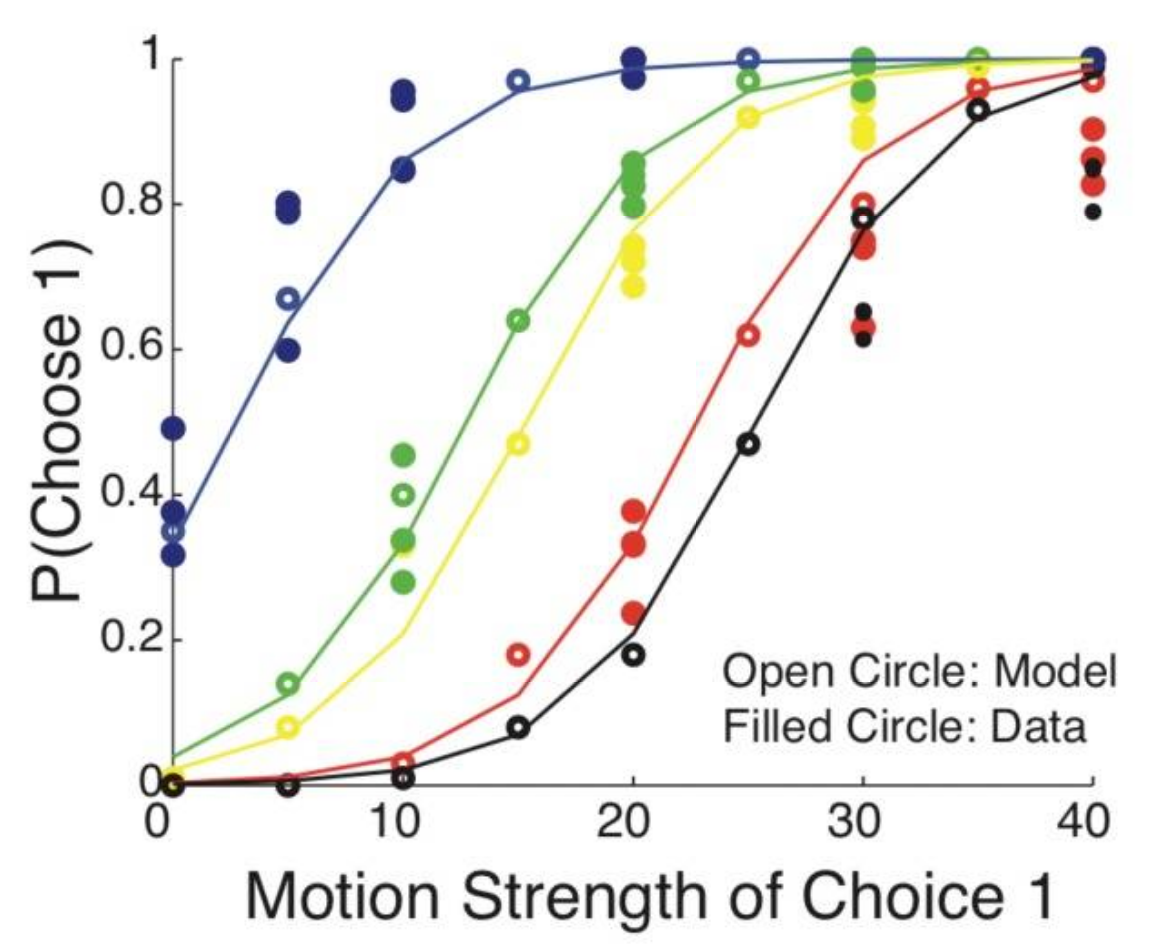 P(Choose 1)
1
0.8
0.6
0.4
0.2
0
Open Circle: Model
Filled Circle: Data
0 10 20 30 40
Motion Strength of Choice 1